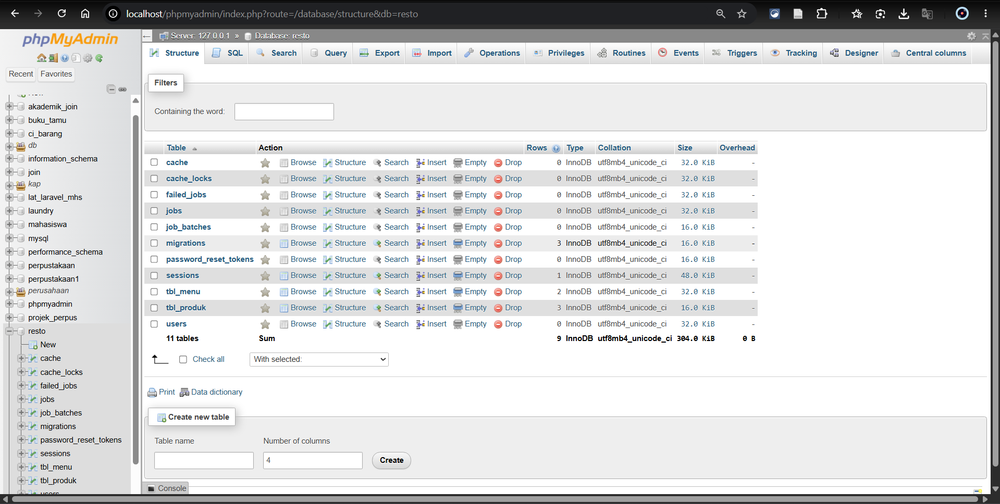 localhost/phpmyadmin/index.php?route=/database/structure&db=resto
phpMyAdmin
Recent Favorites
akademik_join
buku_tamu
ci_barang
db
information_schema
join
kap
lat_laravel_mhs
laundry
mahasiswa
mysql
performance_schema
perpustakaan
perpustakaan1
perusahaan
phpmyadmin
projek_perpus
resto
New
cache
cache_locks
failed_jobs
jobs
job_batches
migrations
password_reset_tokens
sessions
tbl_menu
tbl_produk
users
Server: 127.0.0.1 » Database: resto
Structure SQL Search Query Export Import Operations Privileges Routines Events Triggers Tracking Designer Central columns
Filters
Containing the word:
Table Action Rows Type Collation Size Overhead
cache Browse Structure Search Insert Empty Drop 0 InnoDB utf8mb4_unicode_ci 32.0 KiB -
cache_locks Browse Structure Search Insert Empty Drop 0 InnoDB utf8mb4_unicode_ci 32.0 KiB -
failed_jobs Browse Structure Search Insert Empty Drop 0 InnoDB utf8mb4_unicode_ci 32.0 KiB -
jobs Browse Structure Search Insert Empty Drop 0 InnoDB utf8mb4_unicode_ci 32.0 KiB -
job_batches Browse Structure Search Insert Empty Drop 0 InnoDB utf8mb4_unicode_ci 16.0 KiB -
migrations Browse Structure Search Insert Empty Drop 3 InnoDB utf8mb4_unicode_ci 16.0 KiB -
password_reset_tokens Browse Structure Search Insert Empty Drop 0 InnoDB utf8mb4_unicode_ci 16.0 KiB -
sessions Browse Structure Search Insert Empty Drop 1 InnoDB utf8mb4_unicode_ci 48.0 KiB -
tbl_menu Browse Structure Search Insert Empty Drop 2 InnoDB utf8mb4_unicode_ci 32.0 KiB -
tbl_produk Browse Structure Search Insert Empty Drop 3 InnoDB utf8mb4_unicode_ci 16.0 KiB -
users Browse Structure Search Insert Empty Drop 0 InnoDB utf8mb4_unicode_ci 32.0 KiB -
11 tables Sum 9 InnoDB utf8mb4_unicode_ci 304.0 KiB 0 B
Check all With selected:
Print Data dictionary
Create new table
Table name Number of columns
4 Create
Console